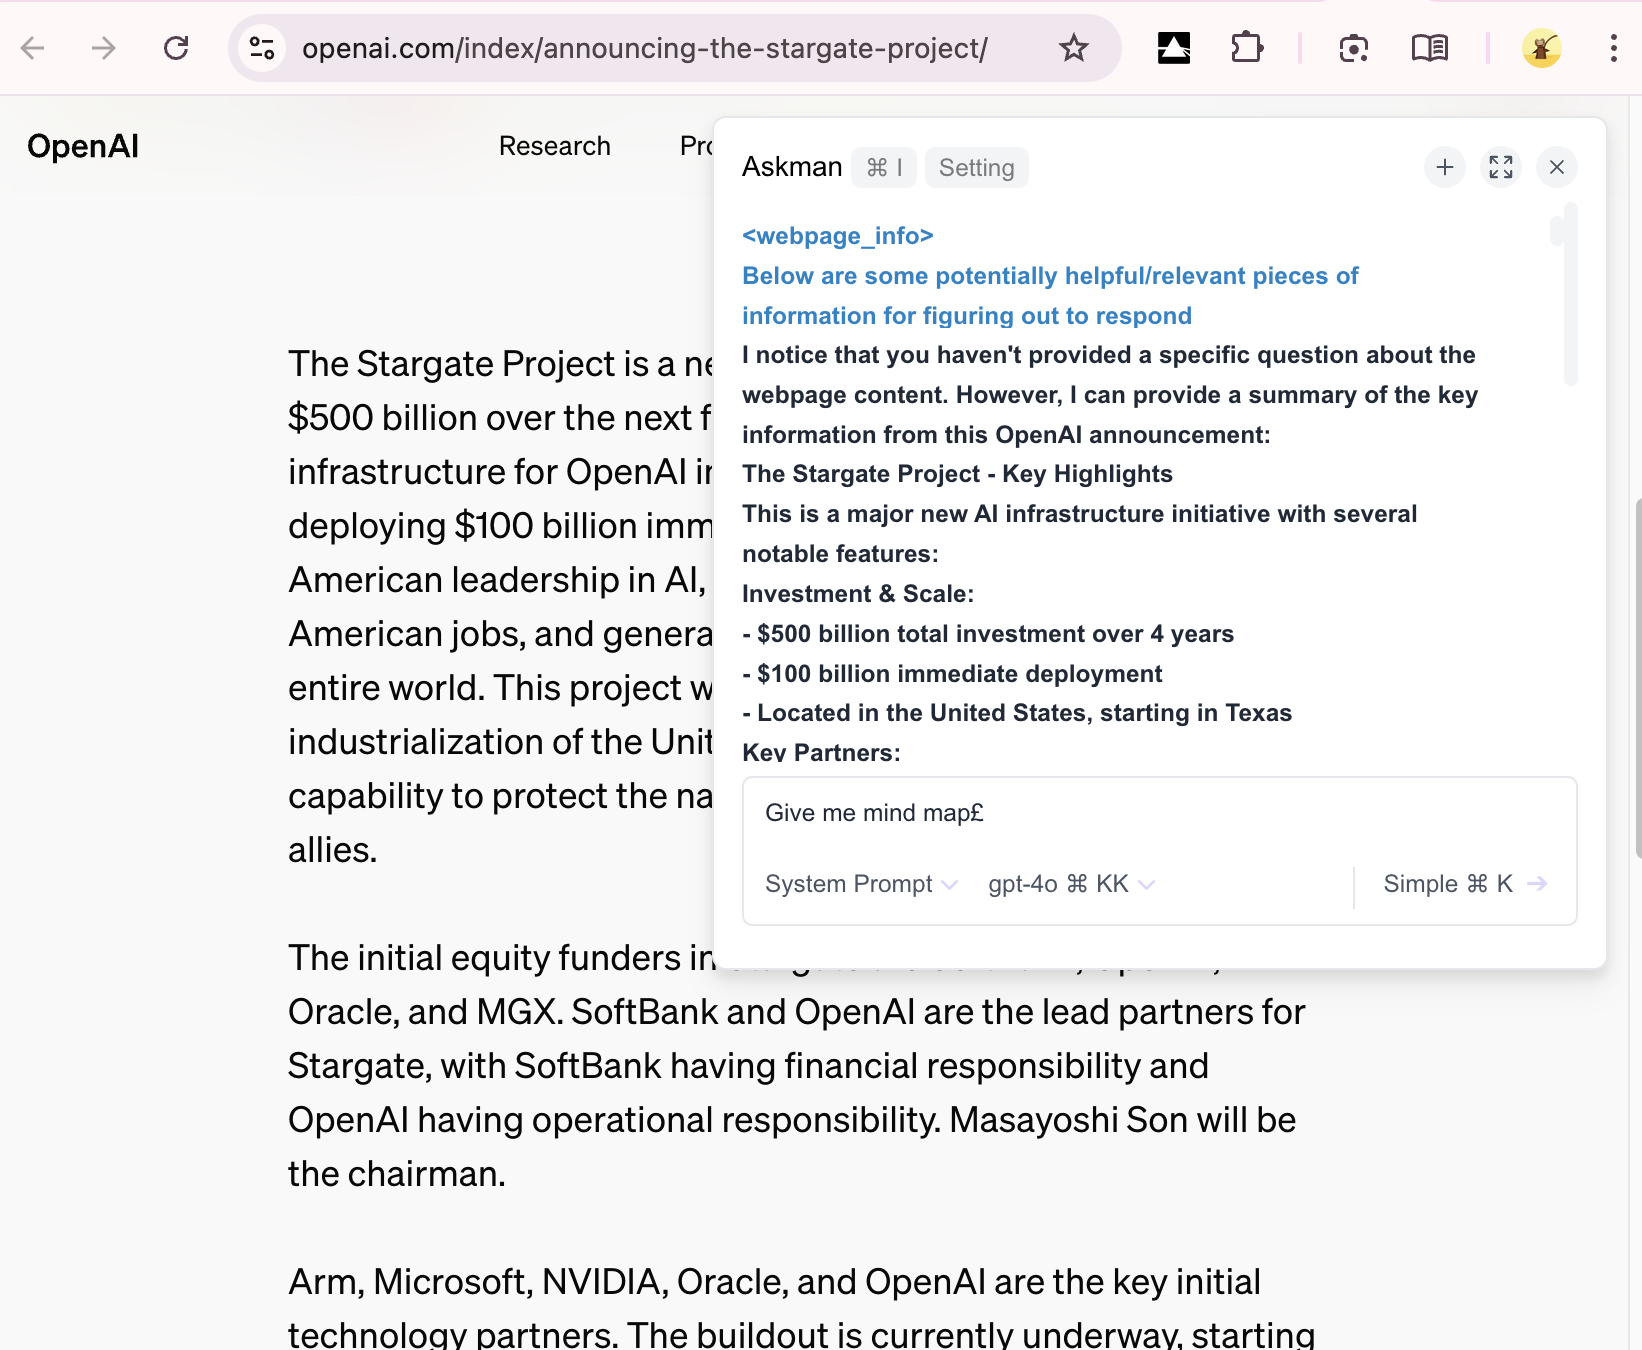 openai.com/index/announcing-the-stargate-project/
OpenAI
Research
Pro
Askman ⌘ I Setting
<webpage_info>
Below are some potentially helpful/relevant pieces of
information for figuring out to respond
I notice that you haven't provided a specific question about the
webpage content. However, I can provide a summary of the key
information from this OpenAI announcement:
The Stargate Project - Key Highlights
This is a major new AI infrastructure initiative with several
notable features:
Investment & Scale:
- $500 billion total investment over 4 years
- $100 billion immediate deployment
- Located in the United States, starting in Texas
Key Partners:
Give me mind map£
System Prompt gpt-4o ⌘ KK Simple ⌘ K
The Stargate Project is a ne
$500 billion over the next f
infrastructure for OpenAI in
deploying $100 billion imm
American leadership in AI,
American jobs, and genera
entire world. This project w
industrialization of the Unit
capability to protect the na
allies.
The initial equity funders in
Oracle, and MGX. SoftBank and OpenAI are the lead partners for
Stargate, with SoftBank having financial responsibility and
OpenAI having operational responsibility. Masayoshi Son will be
the chairman.
Arm, Microsoft, NVIDIA, Oracle, and OpenAI are the key initial
technology partners. The buildout is currently underway, starting